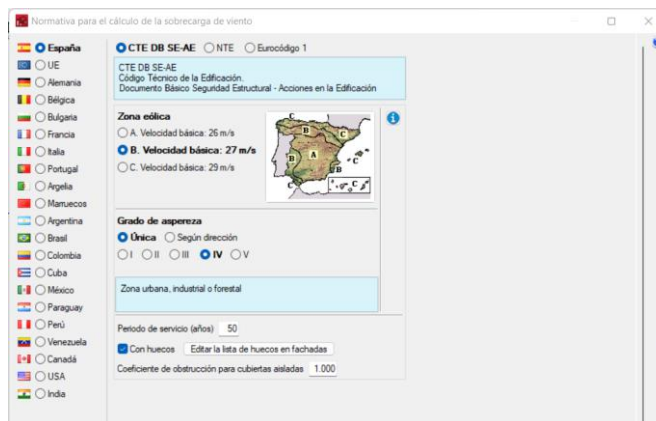 Normativa para el cálculo de la sobrecarga de viento
España
UE
Alemania
Bélgica
Bulgaria
Francia
Italia
Portugal
Argelia
Marruecos
Argentina
Brasil
Colombia
Cuba
México
Paraguay
Perú
Venezuela
Canadá
USA
India
CTE DB SE-AE NTE Eurocódigo 1
CTE DB SE-AE
Código Técnico de la Edificación.
Documento Básico Seguridad Estructural - Acciones en la Edificación
Zona eólica
A. Velocidad básica: 26 m/s
B. Velocidad básica: 27 m/s
C. Velocidad básica: 29 m/s
C
B
C
B
A
C
B
C
C
Grado de aspereza
Única Según dirección
I II III IV V
Zona urbana, industrial o forestal
Periodo de servicio (años) 50
Con huecos Editar la lista de huecos en fachadas
Coeficiente de obstrucción para cubiertas aisladas 1.000